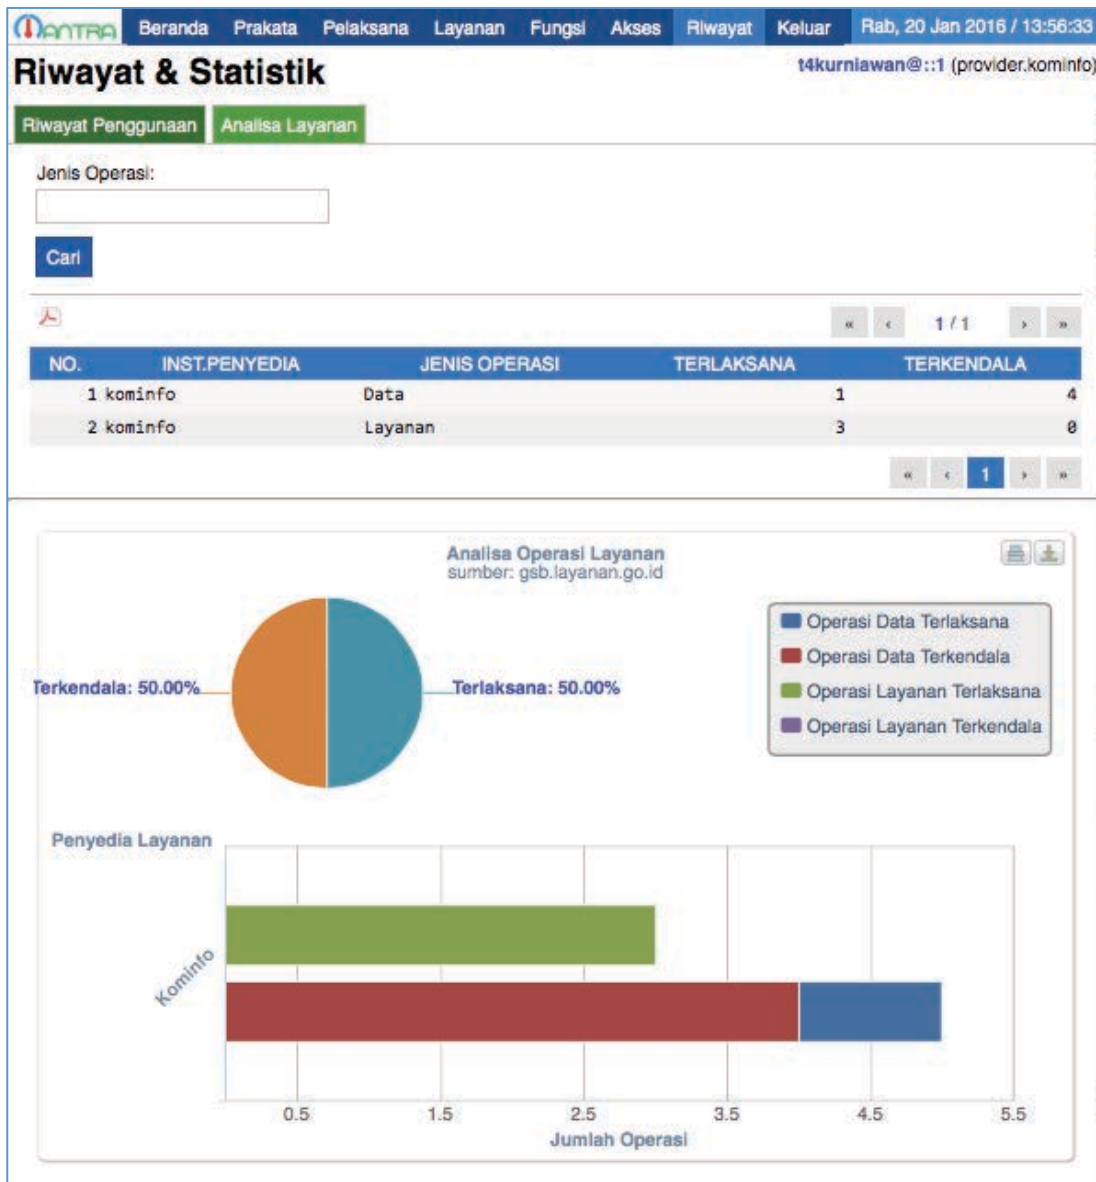 MANTRA Beranda Prakata Pelaksana Layanan Fungsi Akses Riwayat Keluar Rab, 20 Jan 2016 / 13:56:33
Riwayat & Statistik
t4kurniawan@::1 (provider.kominfo)
Riwayat Penggunaan Analisa Layanan
Jenis Operasi:
Cari
« ‹ 1 / 1 › »
NO. INST.PENYEDIA JENIS OPERASI TERLAKSANA TERKENDALA
1 kominfo Data 1 4
2 kominfo Layanan 3 0
« ‹ 1 › »
Analisa Operasi Layanan
sumber: gsb.layanan.go.id
Operasi Data Terlaksana
Operasi Data Terkendala
Operasi Layanan Terlaksana
Operasi Layanan Terkendala
Terkendala: 50.00% Terlaksana: 50.00%
Penyedia Layanan
Kominfo
0.5 1.5 2.5 3.5 4.5 5.5
Jumlah Operasi